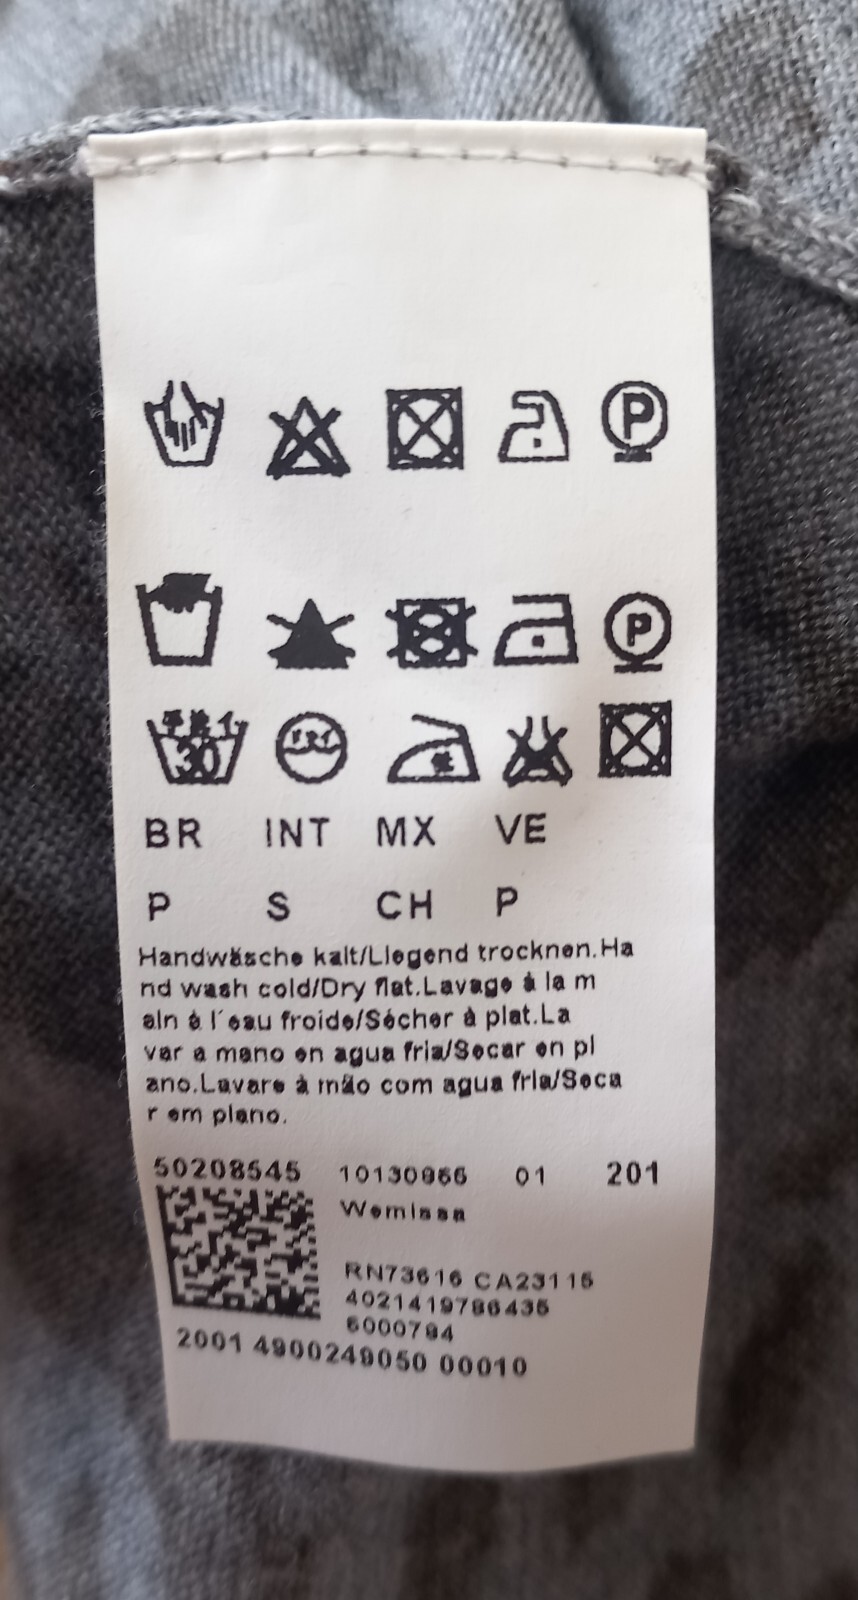 P
P
30
BR INT MX VE
P S CH P
Handwäsche kalt/Liegend trocknen.Ha
nd wash cold/Dry flat.Lavage à la m
ain à l´eau froide/Sécher à plat.La
var a mano en agua fria/Secar en pl
ano.Lavare à mão com agua fria/Seca
r em plano.
50208545 10130966 01 201
Wemissa
RN73616 CA23115
4021419786435
6000794
2001 4900249050 00010